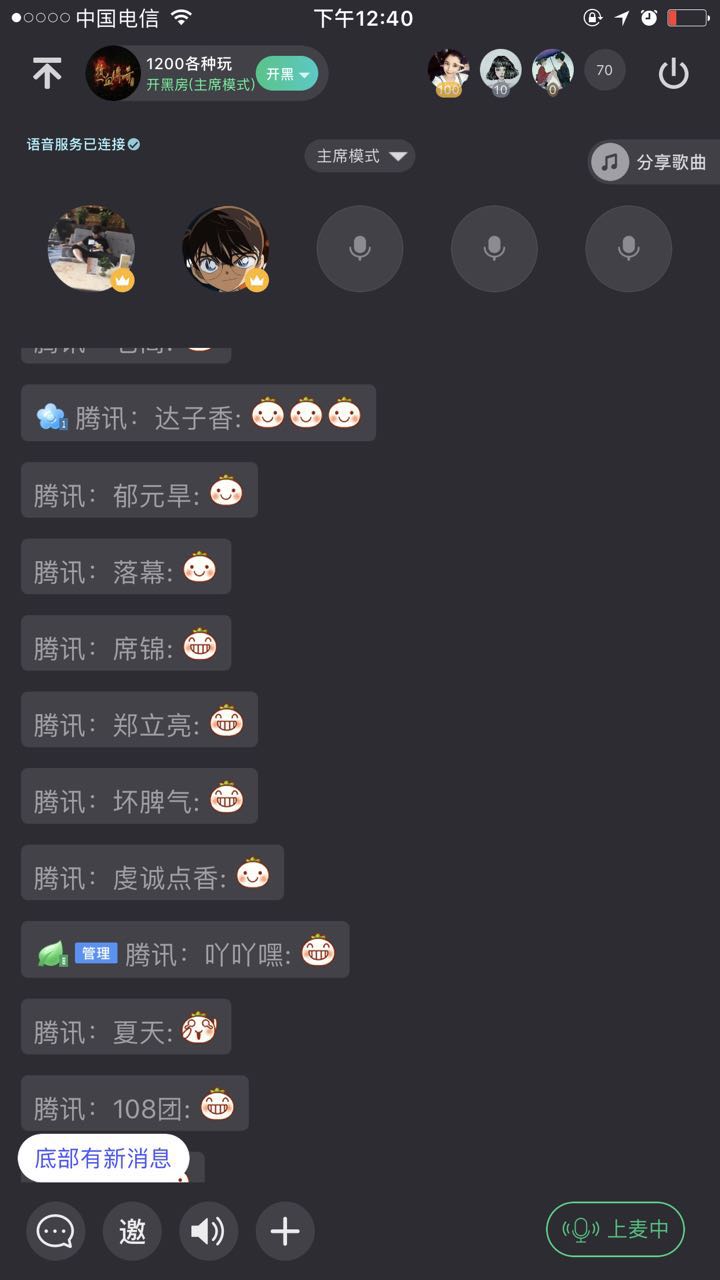 中国电信
下午12:40
1200各种玩
开黑房(主席模式)
开黑
100
10
0
70
语音服务已连接
主席模式
分享歌曲
腾讯：达子香:
腾讯：郁元旱:
腾讯：落幕:
腾讯：席锦:
腾讯：郑立亮:
腾讯：坏脾气:
腾讯：虔诚点香:
管理 腾讯：吖吖嘿:
腾讯：夏天:
腾讯：108团:
底部有新消息
邀
上麦中